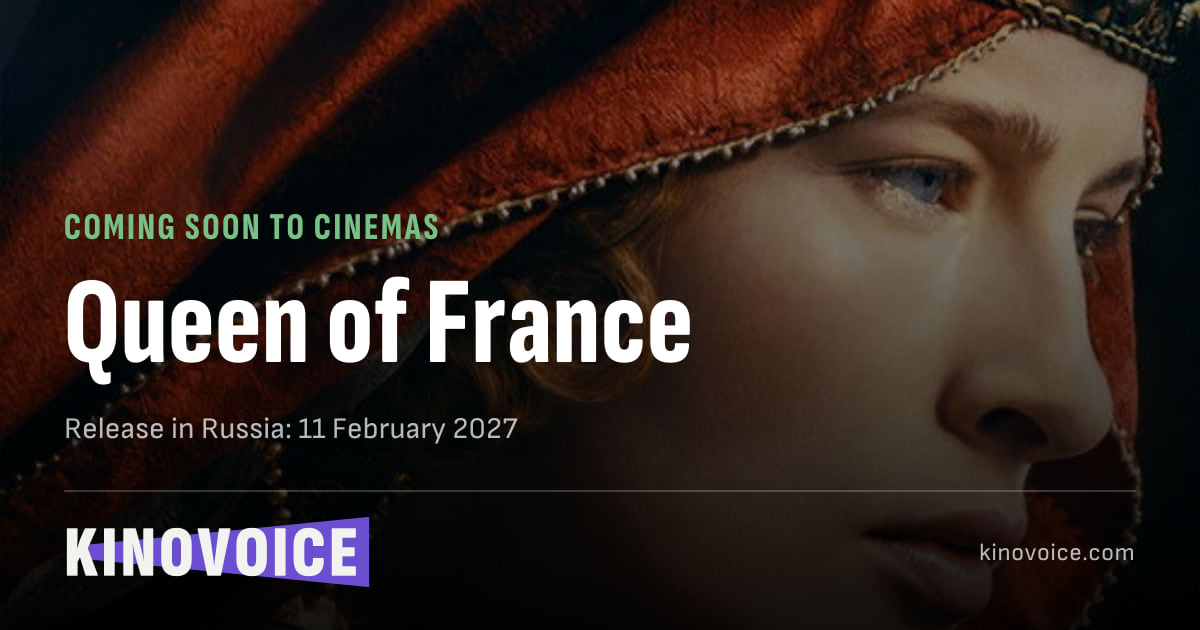 COMING SOON TO CINEMAS
Queen of France
Release in Russia: 11 February 2027
KINOVOICE
kinovoice.com